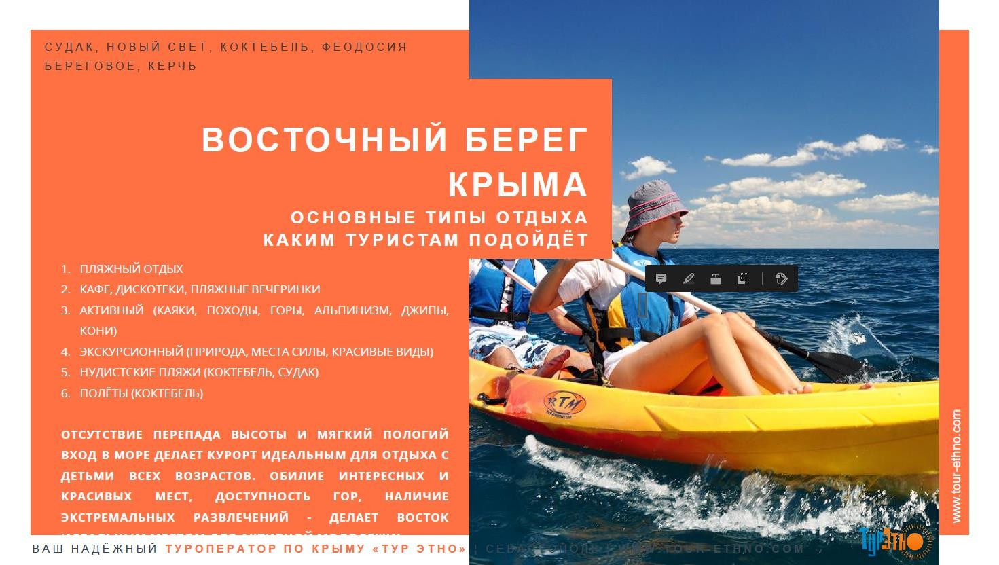 СУДАК, НОВЫЙ СВЕТ, КОКТЕБЕЛЬ, ФЕОДОСИЯ
БЕРЕГОВОЕ, КЕРЧЬ
ВОСТОЧНЫЙ БЕРЕГ
КРЫМА
ОСНОВНЫЕ ТИПЫ ОТДЫХА
КАКИМ ТУРИСТАМ ПОДОЙДЁТ
1. ПЛЯЖНЫЙ ОТДЫХ
2. КАФЕ, ДИСКОТЕКИ, ПЛЯЖНЫЕ ВЕЧЕРИНКИ
3. АКТИВНЫЙ (КАЯКИ, ПОХОДЫ, ГОРЫ, АЛЬПИНИЗМ, ДЖИПЫ,
КОНИ)
4. ЭКСКУРСИОННЫЙ (ПРИРОДА, МЕСТА СИЛЫ, КРАСИВЫЕ ВИДЫ)
5. НУДИСТСКИЕ ПЛЯЖИ (КОКТЕБЕЛЬ, СУДАК)
6. ПОЛЁТЫ (КОКТЕБЕЛЬ)
ОТСУТСТВИЕ ПЕРЕПАДА ВЫСОТЫ И МЯГКИЙ ПОЛОГИЙ
ВХОД В МОРЕ ДЕЛАЕТ КУРОРТ ИДЕАЛЬНЫМ ДЛЯ ОТДЫХА С
ДЕТЬМИ ВСЕХ ВОЗРАСТОВ. ОБИЛИЕ ИНТЕРЕСНЫХ И
КРАСИВЫХ МЕСТ, ДОСТУПНОСТЬ ГОР, НАЛИЧИЕ
ЭКСТРЕМАЛЬНЫХ РАЗВЛЕЧЕНИЙ - ДЕЛАЕТ ВОСТОК
ВАШ НАДЁЖНЫЙ ТУРОПЕРАТОР ПО КРЫМУ «ТУР ЭТНО» ¦ СЕВАСТОПОЛЬ | WWW.TOUR-ETHNO.COM
RTM
www.tour-ethno.com
ТурЭтно